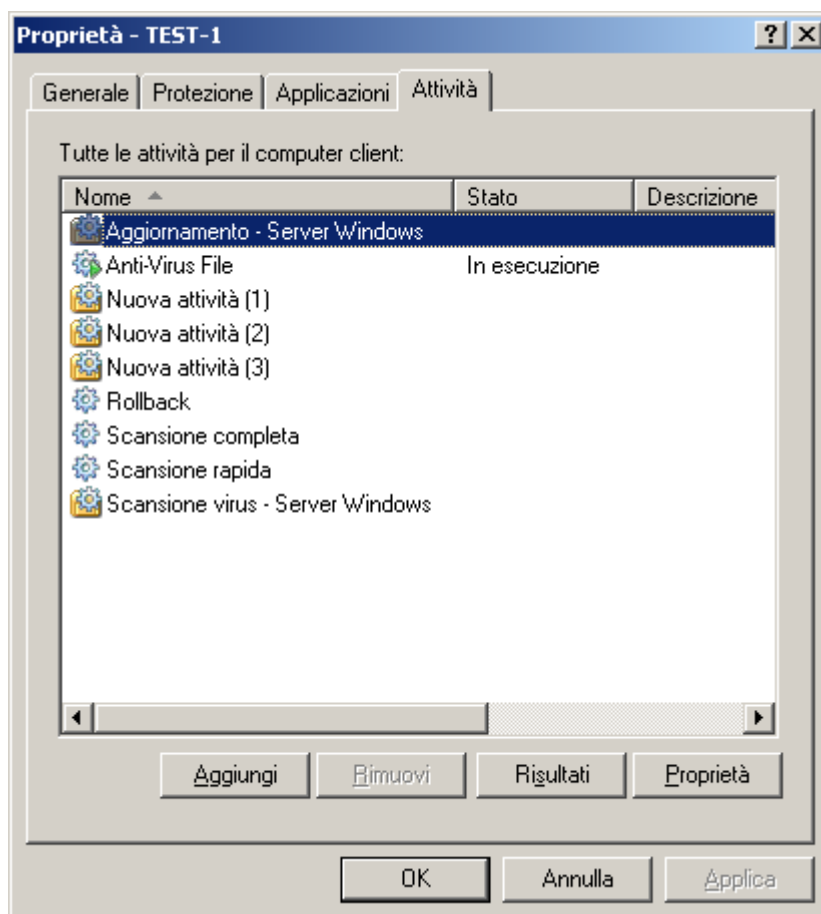 Proprietà - TEST-1
Generale Protezione Applicazioni Attività
Tutte le attività per il computer client:
Nome Stato Descrizione
Aggiornamento - Server Windows
Anti-Virus File In esecuzione
Nuova attività (1)
Nuova attività (2)
Nuova attività (3)
Rollback
Scansione completa
Scansione rapida
Scansione virus - Server Windows
Aggiungi Rimuovi Risultati Proprietà
OK Annulla Applica